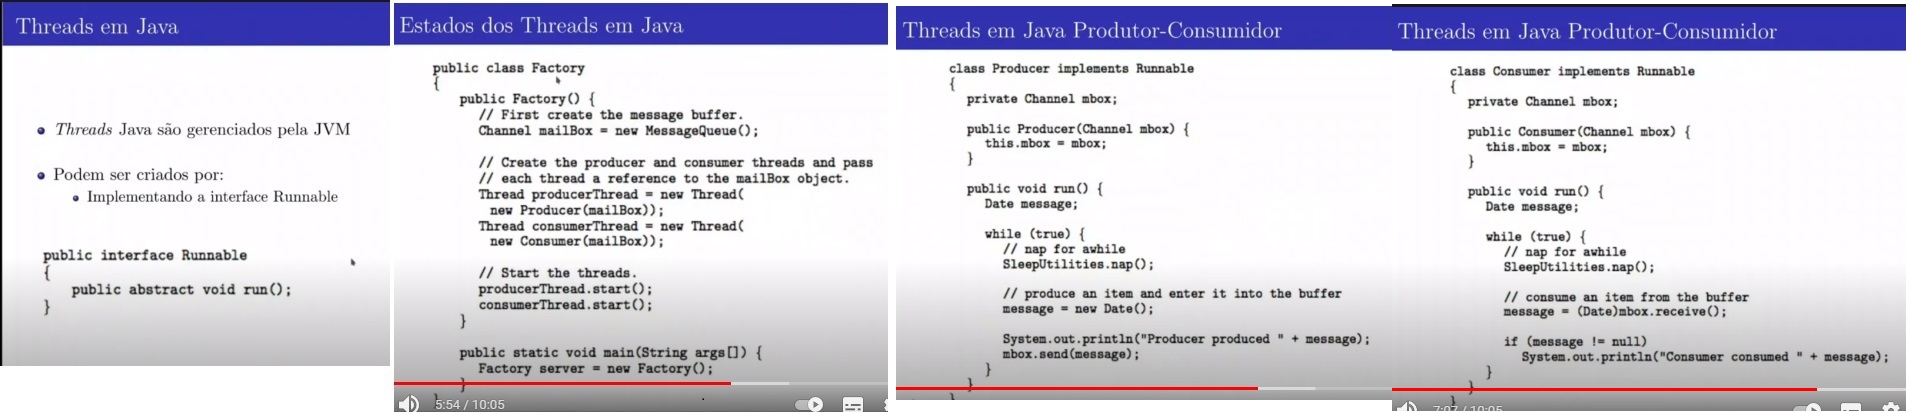 Threads em Java
Threads Java são gerenciados pela JVM
Podem ser criados por:
Implementando a interface Runnable
public interface Runnable
{
public abstract void run();
}
Estados dos Threads em Java
public class Factory
{
public Factory() {
// First create the message buffer.
Channel mailBox = new MessageQueue();
// Create the producer and consumer threads and pass
// each thread a reference to the mailBox object.
Thread producerThread = new Thread(
new Producer(mailBox));
Thread consumerThread = new Thread(
new Consumer(mailBox));
// Start the threads.
producerThread.start();
consumerThread.start();
}
public static void main(String args[]) {
Factory server = new Factory();
}
5:54 / 10:05
Threads em Java Produtor-Consumidor
class Producer implements Runnable
{
private Channel mbox;
public Producer(Channel mbox) {
this.mbox = mbox;
}
public void run() {
Date message;
while (true) {
// nap for awhile
SleepUtilities.nap();
// produce an item and enter it into the buffer
message = new Date();
System.out.println("Producer produced " + message);
mbox.send(message);
}
}
Threads em Java Produtor-Consumidor
class Consumer implements Runnable
{
private Channel mbox;
public Consumer(Channel mbox) {
this.mbox = mbox;
}
public void run() {
Date message;
while (true) {
// nap for awhile
SleepUtilities.nap();
// consume an item from the buffer
message = (Date)mbox.receive();
if (message != null)
System.out.println("Consumer consumed " + message);
}
}
7:07 / 10:05